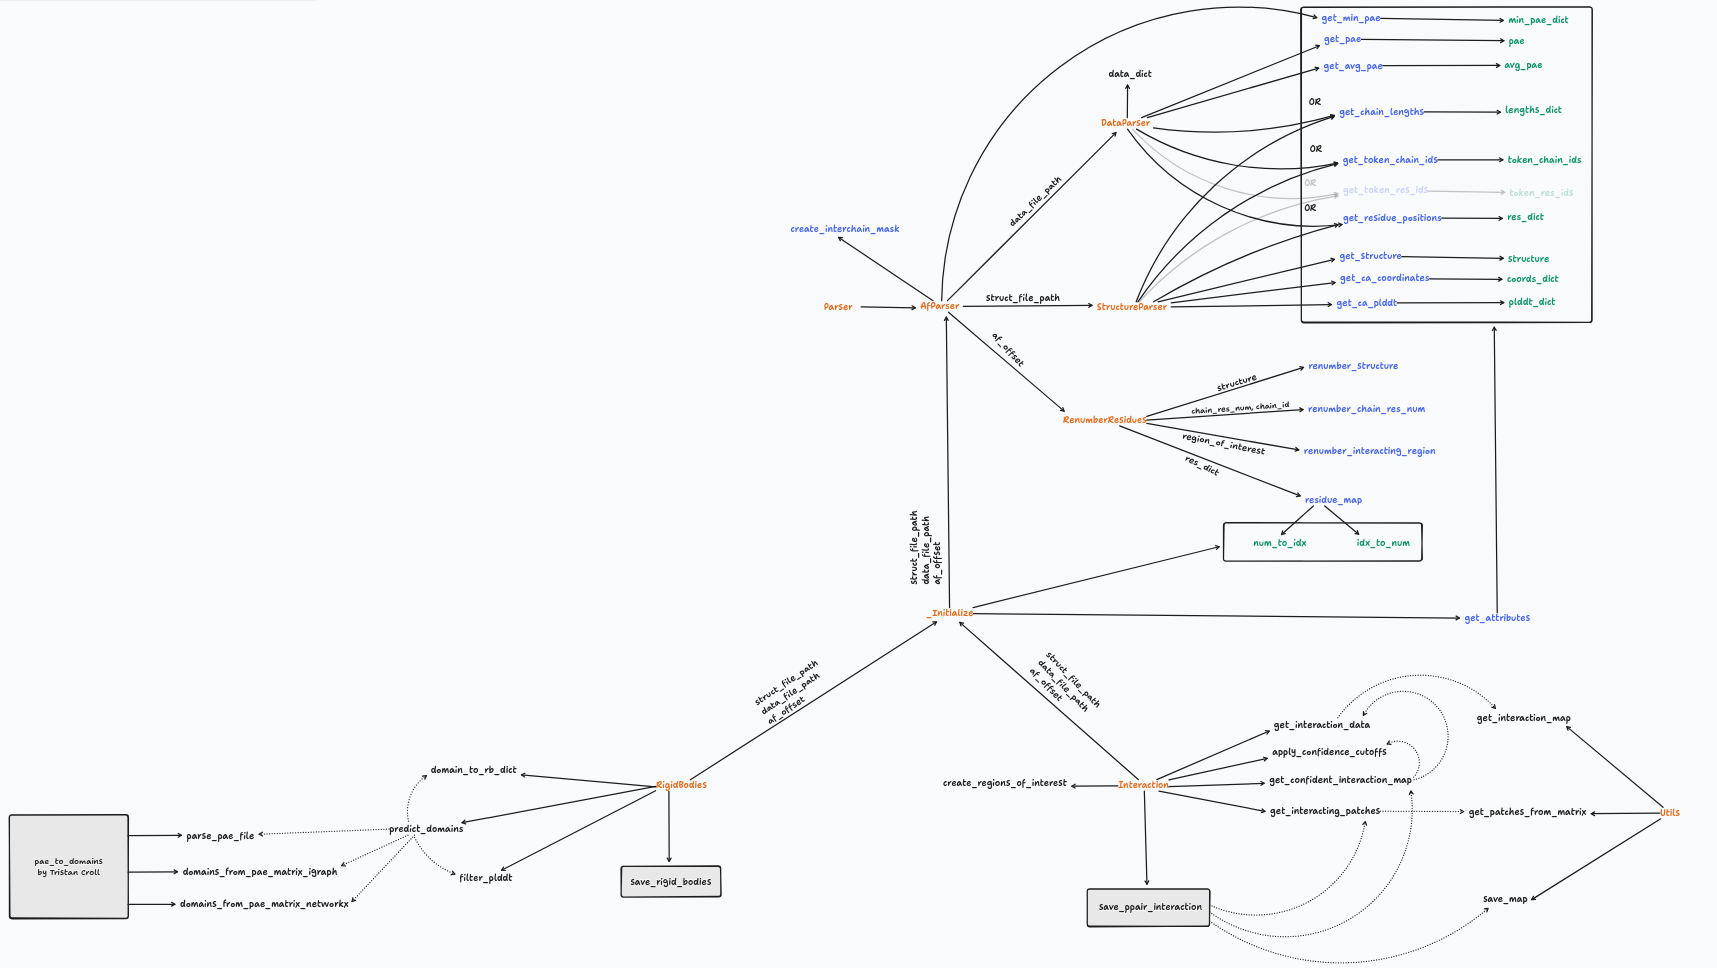 get_min_pae
min_pae_dict
get_pae
pae
get_avg_pae
avg_pae
data_dict
OR
get_chain_lengths
lengths_dict
DataParser
OR
get_token_chain_ids
token_chain_ids
OR
get_token_res_ids
token_res_ids
data_file_path
OR
get_residue_positions
res_dict
create_interchain_mask
get_structure
structure
get_ca_coordinates
coords_dict
Parser
AfParser
struct_file_path
StructureParser
get_ca_plddt
plddt_dict
af_offset
renumber_structure
structure
chain_res_num, chain_id
renumber_chain_res_num
RenumberResidues
region_of_interest
renumber_interacting_region
res_dict
residue_map
num_to_idx
idx_to_num
struct_file_path
data_file_path
af_offset
_Initialize
get_attributes
struct_file_path
data_file_path
af_offset
struct_file_path
data_file_path
af_offset
get_interaction_data
get_interaction_map
apply_confidence_cutoffs
domain_to_rb_dict
RigidBodies
create_regions_of_interest
Interaction
get_confident_interaction_map
get_interacting_patches
get_patches_from_matrix
Utils
predict_domains
parse_pae_file
pae_to_domains
by Tristan Croll
domains_from_pae_matrix_igraph
filter_plddt
save_rigid_bodies
domains_from_pae_matrix_networkx
save_ppair_interaction
save_map